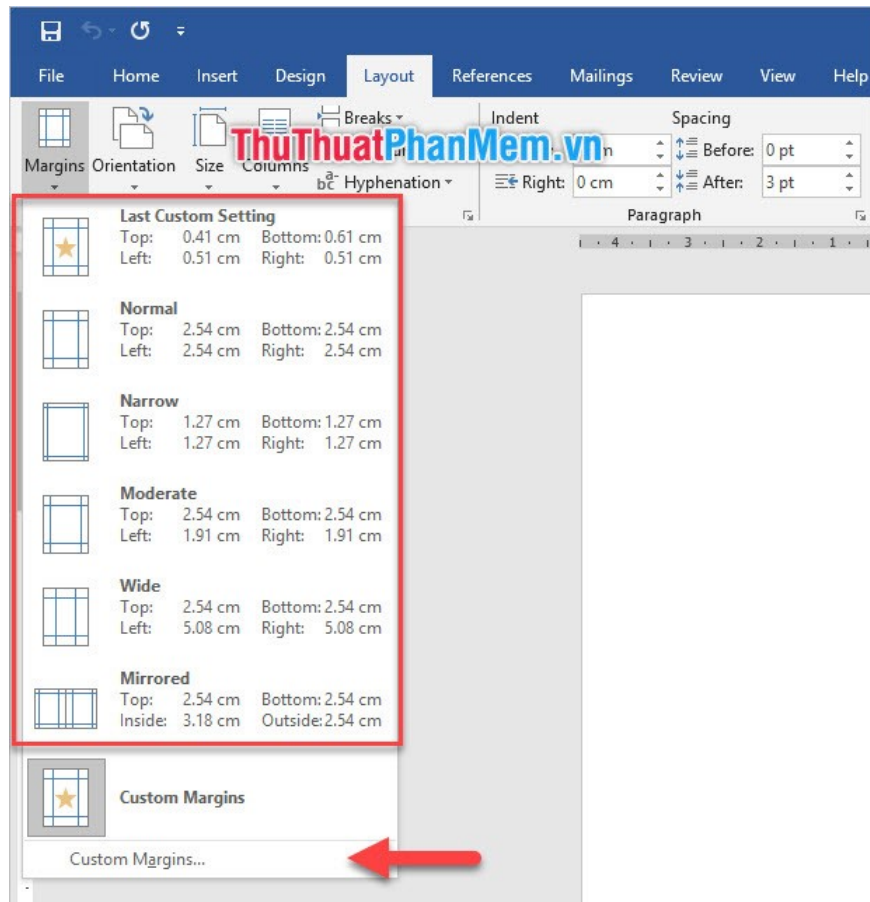 File Home Insert Design Layout References Mailings Review View Help
Breaks Indent Spacing
ThuThuatPhanMem.vn
Before: 0 pt
Margins Orientation Size Columns
Hyphenation Right: 0 cm After: 3 pt
Paragraph
4 3 2 1
Last Custom Setting
Top: 0.41 cm Bottom: 0.61 cm
Left: 0.51 cm Right: 0.51 cm
Normal
Top: 2.54 cm Bottom: 2.54 cm
Left: 2.54 cm Right: 2.54 cm
Narrow
Top: 1.27 cm Bottom: 1.27 cm
Left: 1.27 cm Right: 1.27 cm
Moderate
Top: 2.54 cm Bottom: 2.54 cm
Left: 1.91 cm Right: 1.91 cm
Wide
Top: 2.54 cm Bottom: 2.54 cm
Left: 5.08 cm Right: 5.08 cm
Mirrored
Top: 2.54 cm Bottom: 2.54 cm
Inside: 3.18 cm Outside: 2.54 cm
Custom Margins
Custom Margins...